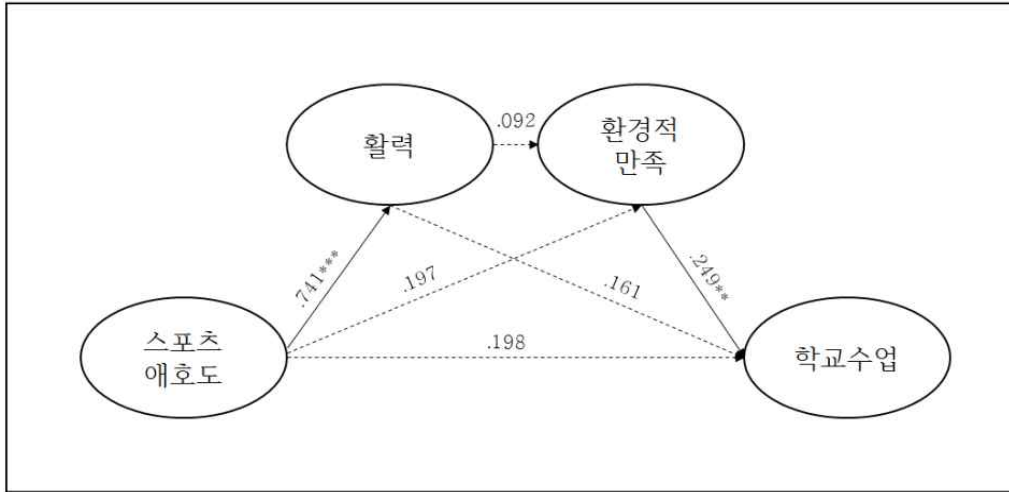 .092
활력
환경적
만족
.741***
.197
.161
.249**
.198
스포츠
애호도
학교수업